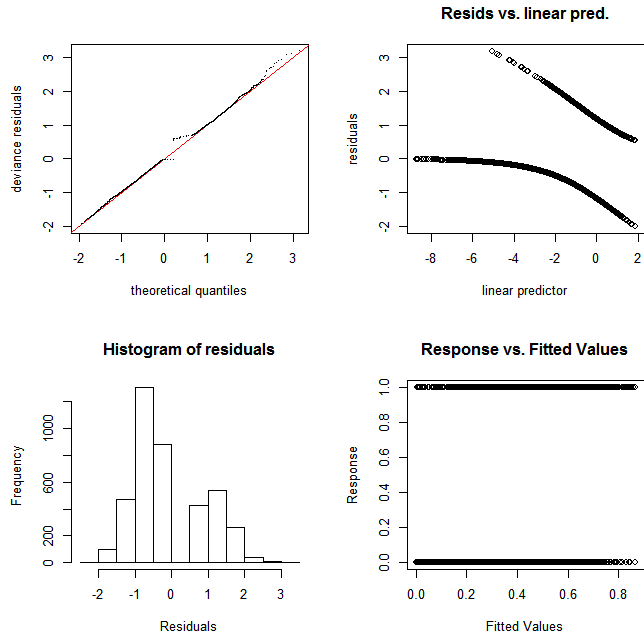 Resids vs. linear pred.
deviance residuals
3
2
1
0
-1
-2
-2 -1 0 1 2 3
theoretical quantiles
residuals
3
2
1
0
-1
-2
-8 -6 -4 -2 0 2
linear predictor
Histogram of residuals
Frequency
1000
600
200
0
-2 -1 0 1 2 3
Residuals
Response vs. Fitted Values
Response
1.0
0.8
0.6
0.4
0.2
0.0
0.0 0.2 0.4 0.6 0.8
Fitted Values